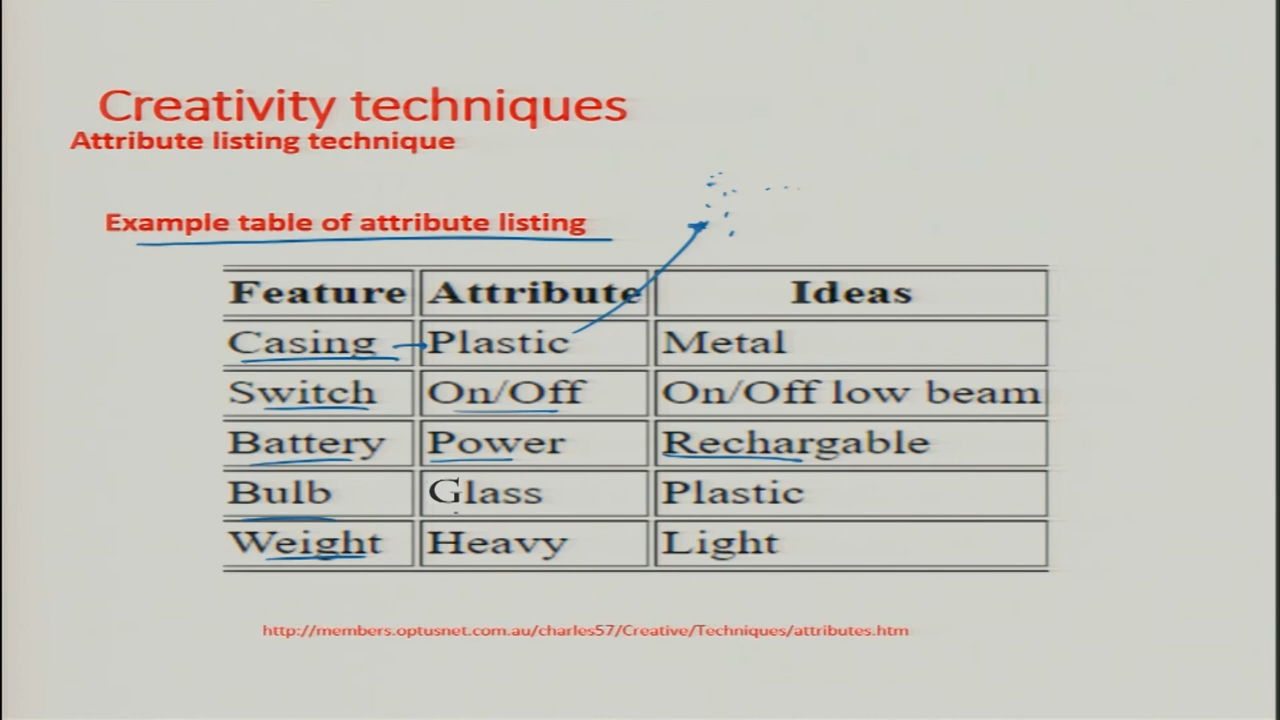 Creativity techniques
Attribute listing technique
Example table of attribute listing
Feature Attribute Ideas
Casing Plastic Metal
Switch On/Off On/Off low beam
Battery Power Rechargable
Bulb Glass Plastic
Weight Heavy Light
http://members.optusnet.com.au/charles57/Creative/Techniques/attributes.htm